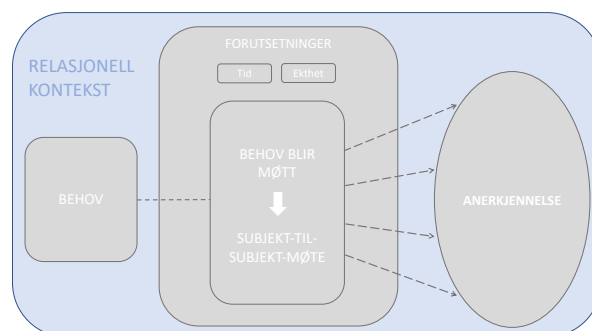 FORUTSETNINGER
RELASJONELL
KONTEKST
Tid
Ekthet
BEHOV BLIR
MØTT
BEHOV
ANERKJENNELSE
SUBJEKT-TIL-
SUBJEKT-MØTE